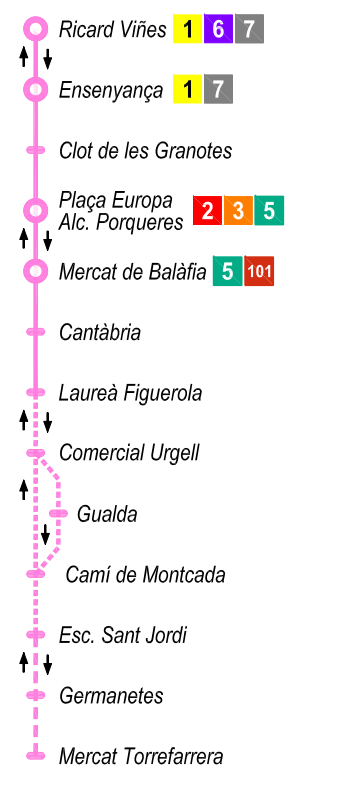 Ricard Viñes 1 6 7
Ensenyança 1 7
Clot de les Granotes
Plaça Europa
Alc. Porqueres 2 3 5
Mercat de Balàfia 5 101
Cantàbria
Laureà Figuerola
Comercial Urgell
Gualda
Camí de Montcada
Esc. Sant Jordi
Germanetes
Mercat Torrefarrera